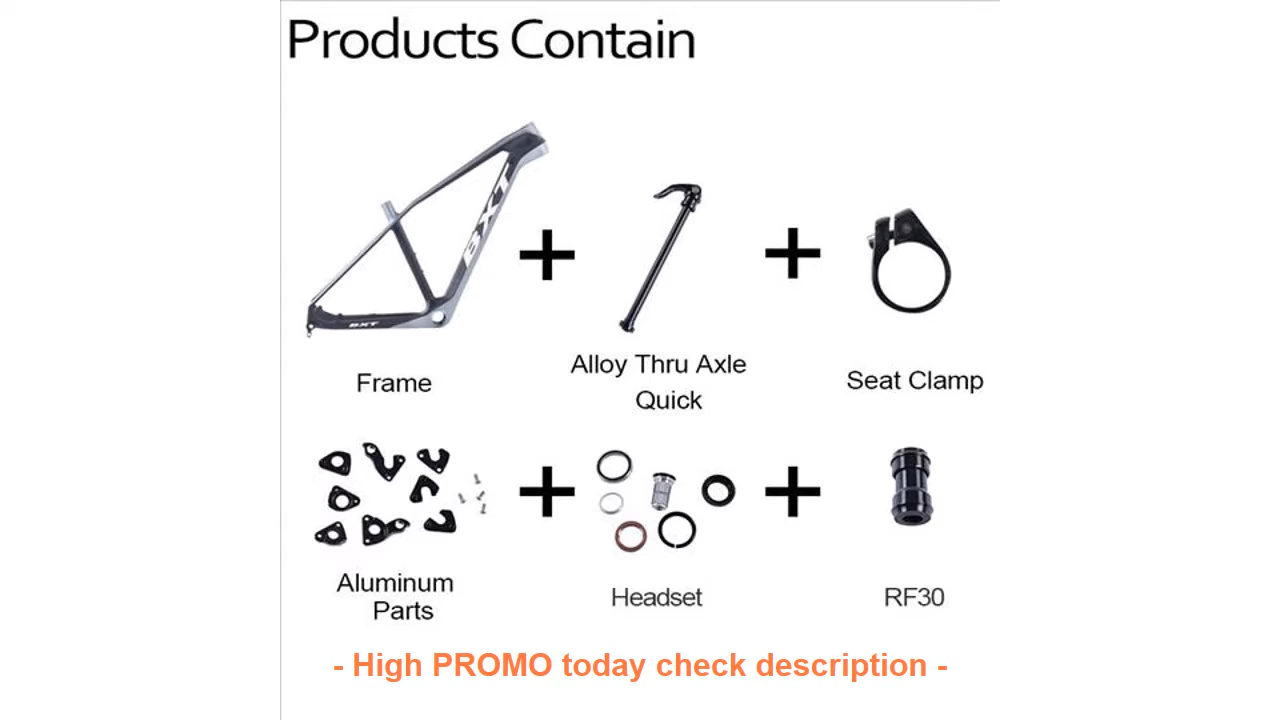 Products Contain
BXT
BXT
Frame
Alloy Thru Axle
Quick
Seat Clamp
Aluminum
Parts
Headset
RF30
- High PROMO today check description -